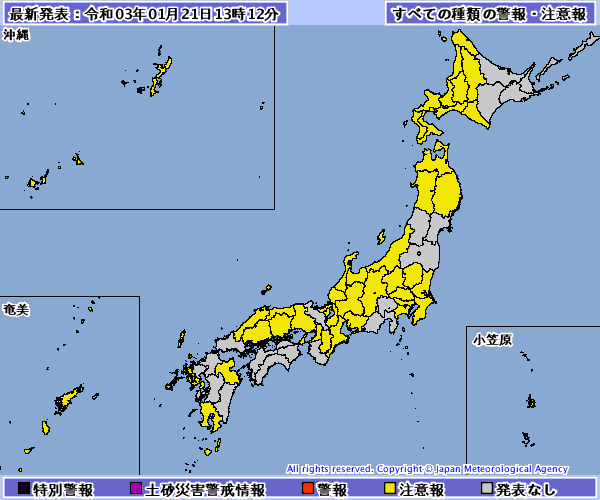 最新発表：令和03年01月21日13時12分
すべての種類の警報・注意報
沖縄
奄美
小笠原
All rights reserved. Copyright © Japan Meteorological Agency
特別警報 土砂災害警戒情報 警報 注意報 発表なし